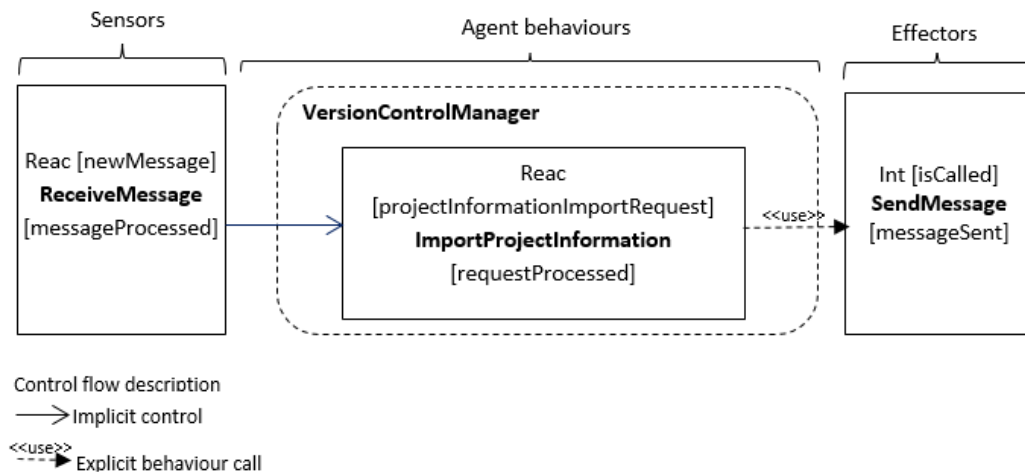 Sensors
Agent behaviours
Effectors
Reac [newMessage]
ReceiveMessage
[messageProcessed]
VersionControlManager
Reac
[projectInformationImportRequest]
ImportProjectInformation
[requestProcessed]
<<use>>
Int [isCalled]
SendMessage
[messageSent]
Control flow description
Implicit control
<<use>>
Explicit behaviour call